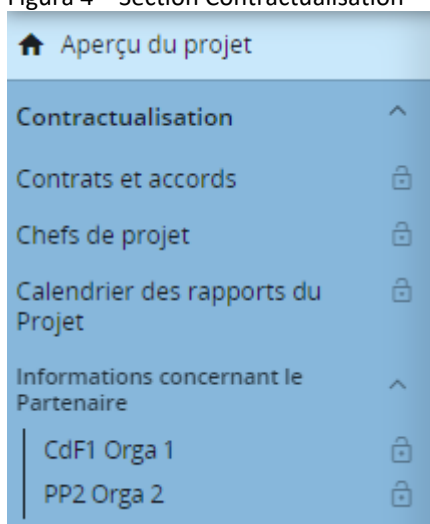 Figura 4 – Section Contractualisation
Aperçu du projet
Contractualisation
Contrats et accords
Chefs de projet
Calendrier des rapports du
Projet
Informations concernant le
Partenaire
CdF1 Orga 1
PP2 Orga 2